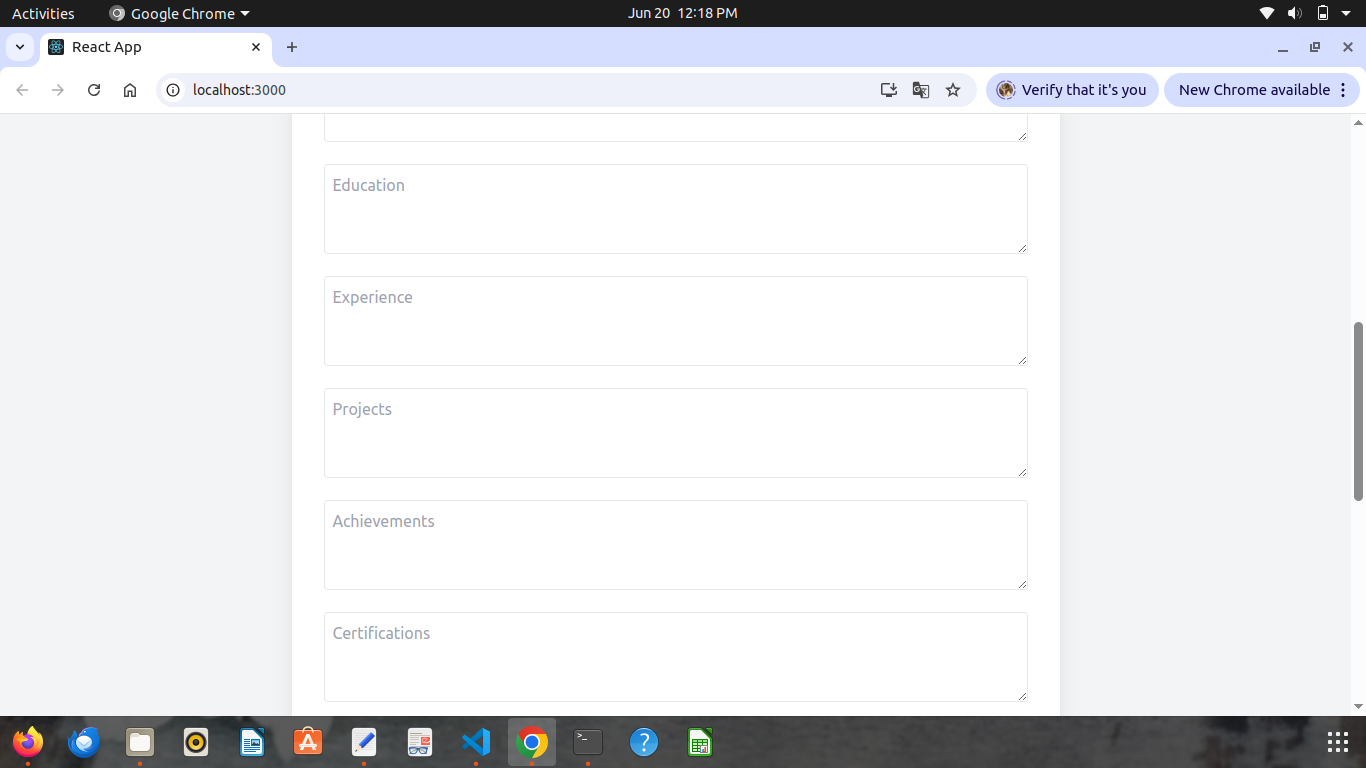 Activities
Google Chrome
Jun 20 12:18 PM
React App
localhost:3000
Verify that it's you
New Chrome available
Education
Experience
Projects
Achievements
Certifications